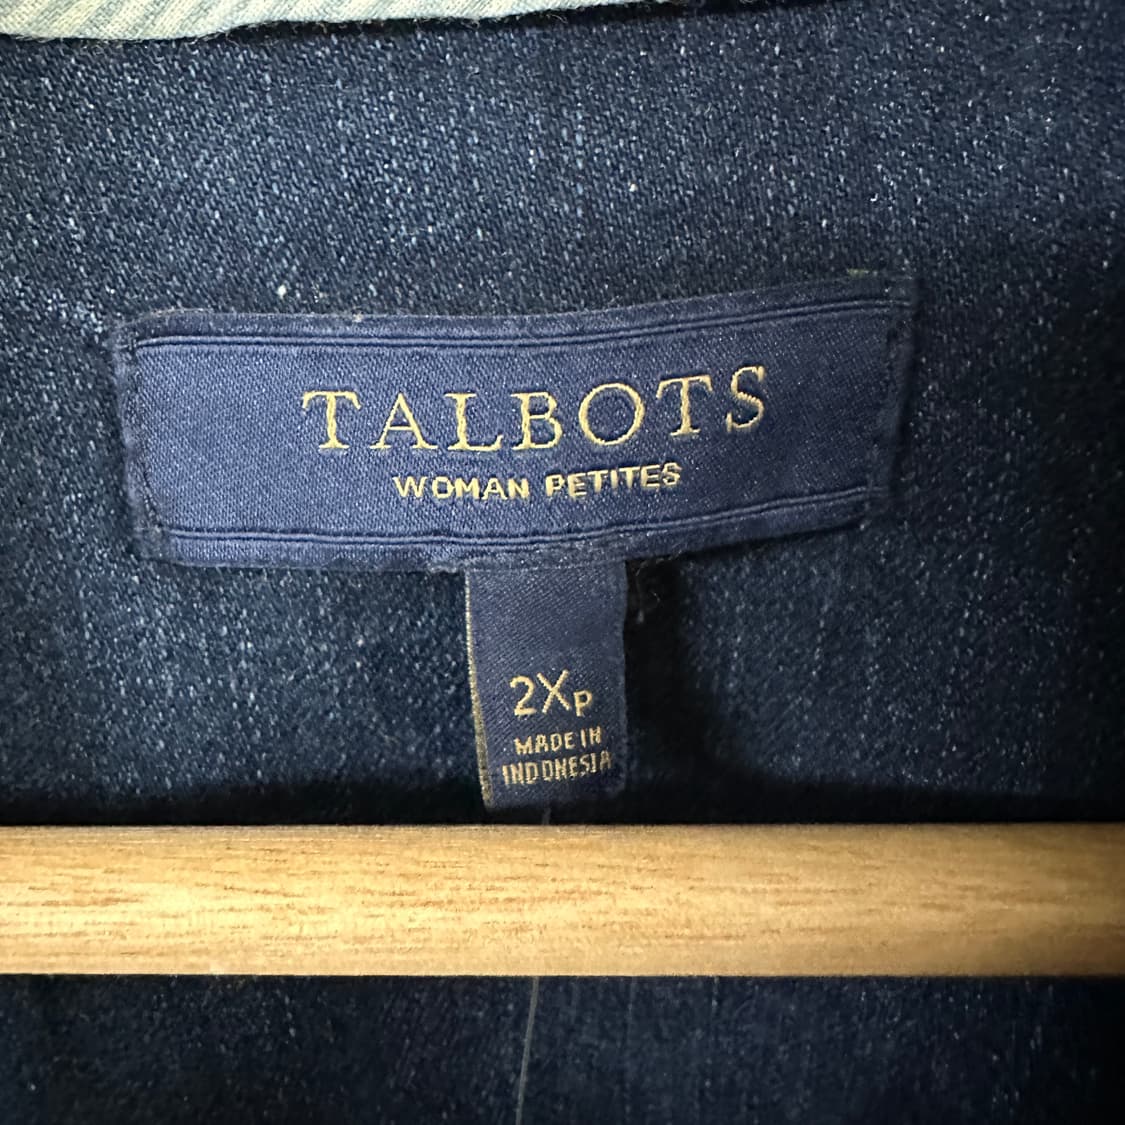 TALBOTS
WOMAN PETITES
2Xp
MADE IN
INDONESIA